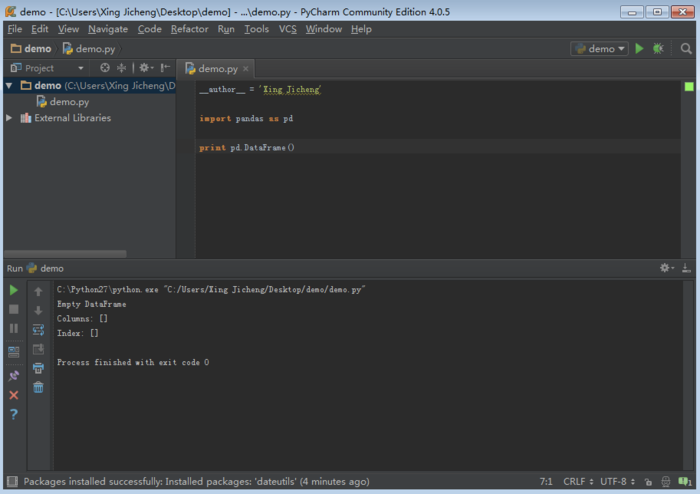 demo - [C:\Users\Xing Jicheng\Desktop\demo] - ...\demo.py - PyCharm Community Edition 4.0.5
File Edit View Navigate Code Refactor Run Tools VCS Window Help
demo demo.py demo
Project
demo.py
demo (C:\Users\Xing Jicheng\D
demo.py
External Libraries
__author__ = 'Xing Jicheng'
import pandas as pd
print pd.DataFrame()
Run demo
C:\Python27\python.exe "C:/Users/Xing Jicheng/Desktop/demo/demo.py"
Empty DataFrame
Columns: []
Index: []
Process finished with exit code 0
Packages installed successfully: Installed packages: 'dateutils' (4 minutes ago) 7:1 CRLF UTF-8 1